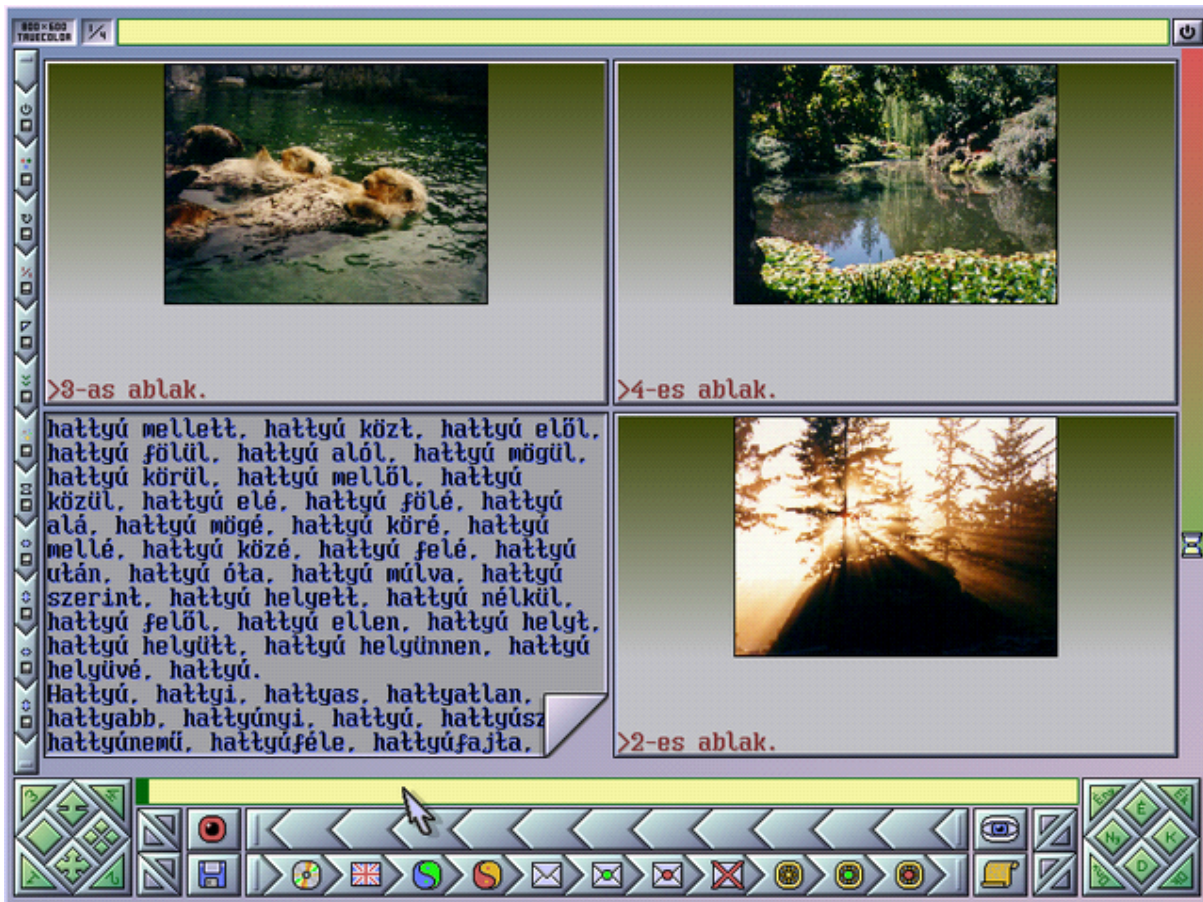 800×600
TRUECOLOR
1/4
>3-as ablak.
>4-es ablak.
hattyú mellett, hattyú közt, hattyú elől,
hattyú fölül, hattyú alól, hattyú mögül,
hattyú körül, hattyú mellől, hattyú
közül, hattyú elé, hattyú fölé, hattyú
alá, hattyú mögé, hattyú köré, hattyú
mellé, hattyú közé, hattyú felé, hattyú
után, hattyú óta, hattyú múlva, hattyú
szerint, hattyú helyett, hattyú nélkül,
hattyú felől, hattyú ellen, hattyú helyt,
hattyú helyütt, hattyú helyünnen, hattyú
helyüvé, hattyú.
Hattyú, hattyi, hattyas, hattyatlan,
hattyabb, hattyúnyi, hattyú, hattyúsz
hattyúnemű, hattyúféle, hattyúfajta,
>2-es ablak.
É
Ny
K
D